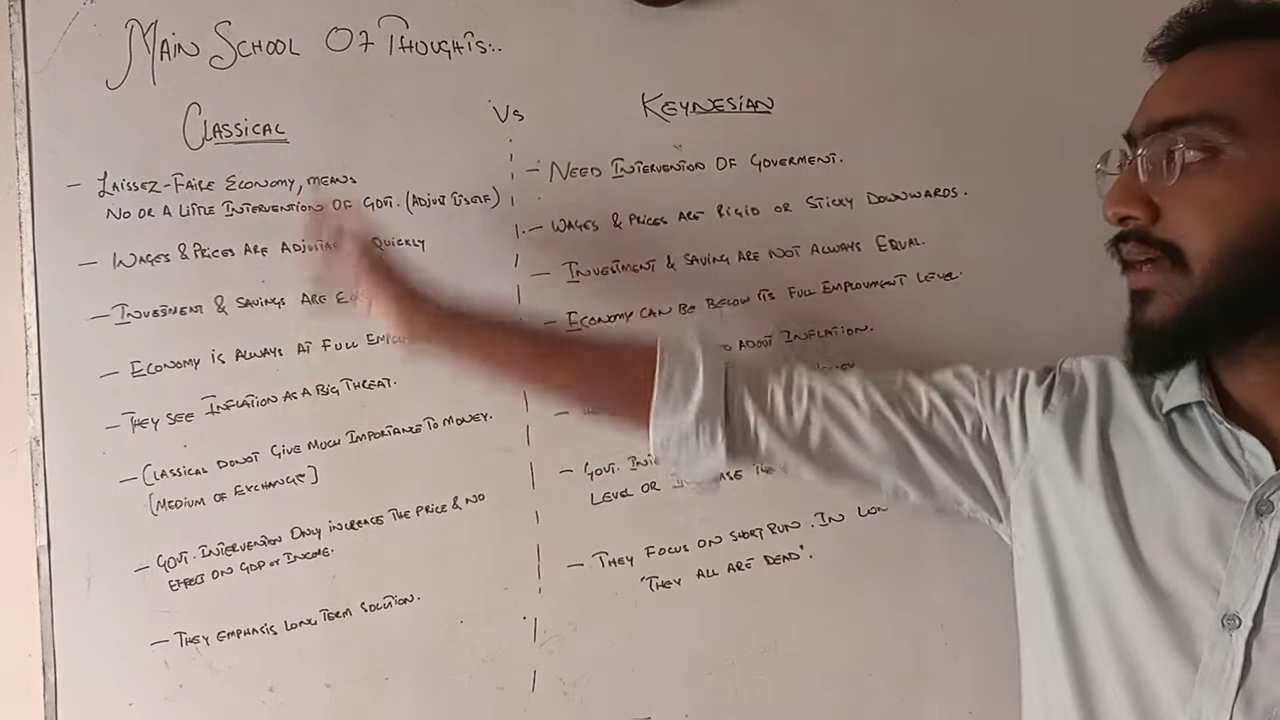 MAIN SCHOOL OF THOUGHTS..
CLASSICAL
Vs
KEYNESIAN
- LAISSEZ-FAIRE ECONOMY, MEANS
NO OR A LITTLE INTERVENTION OF GOVT. (ADJUST ITSELF)
- WAGES & PRICES ARE QUICKLY
- INVESTMENT & SAVINGS ARE
- ECONOMY IS ALWAYS AT FULL
- THEY SEE INFLATION AS A BIG THREAT.
- CLASSICAL DONOT GIVE MUCH IMPORTANCE TO MONEY.
[MEDIUM OF EXCHANGE]
- GOVT. INTERVENTION ONLY INCREASE THE PRICE & NO
EFFECT ON GDP or INCOME.
- THEY EMPHASIS LONG TERM SOLUTION.
- NEED INTERVENTION OF GOVERMENT.
- WAGES & PRICES ARE RIGID OR STICKY DOWNWARDS.
- INVESTMENT & SAVING ARE NOT ALWAYS EQUAL.
- ECONOMY CAN BE BELOW ITS FULL EMPLOYMENT LEVEL.
INFLATION.
- GOVT.
LEVEL OR
- THEY FOCUS ON SHORT RUN. IN
"THEY ALL ARE DEAD".